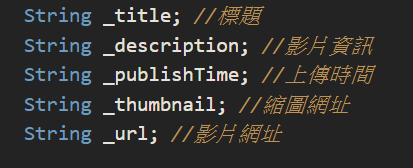 String _title; //標題
String _description; //影片資訊
String _publishTime; //上傳時間
String _thumbnail; //縮圖網址
String _url; //影片網址